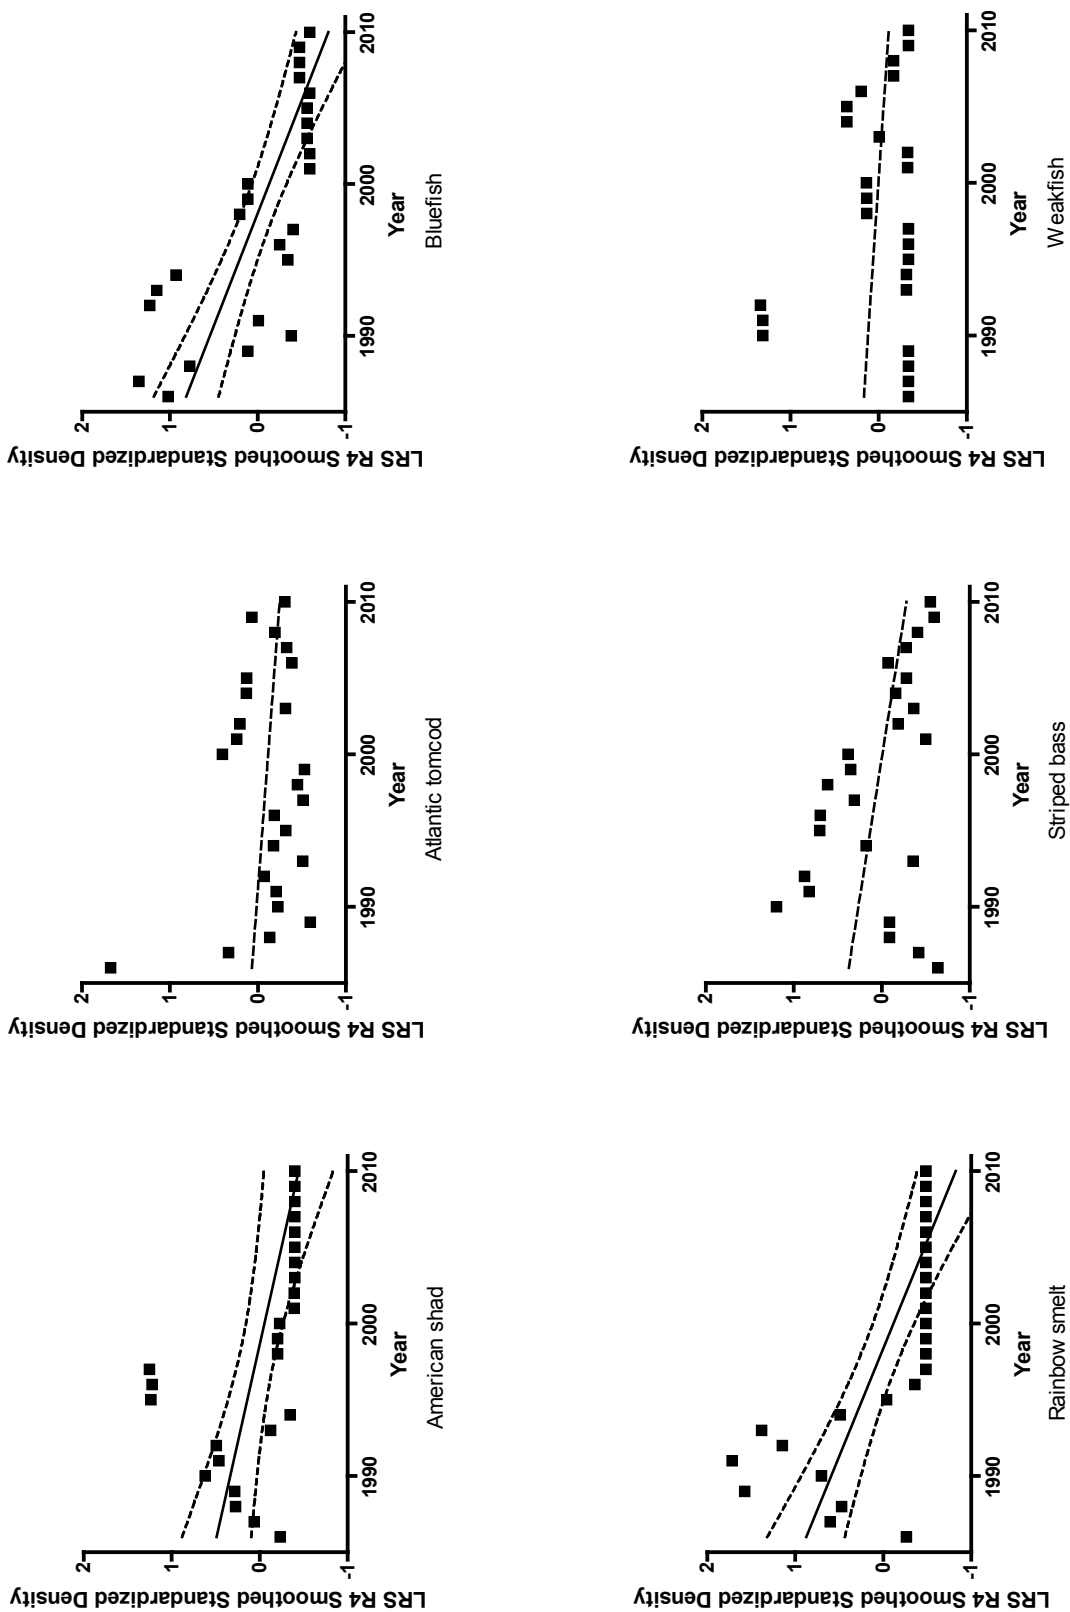 LRS R4 Smoothed Standardized Density
2
1
0
-1
1990 2000 2010
Year
American shad
LRS R4 Smoothed Standardized Density
2
1
0
-1
1990 2000 2010
Year
Atlantic tomcod
LRS R4 Smoothed Standardized Density
2
1
0
-1
1990 2000 2010
Year
Bluefish
LRS R4 Smoothed Standardized Density
2
1
0
-1
1990 2000 2010
Year
Rainbow smelt
LRS R4 Smoothed Standardized Density
2
1
0
-1
1990 2000 2010
Year
Striped bass
LRS R4 Smoothed Standardized Density
2
1
0
-1
1990 2000 2010
Year
Weakfish